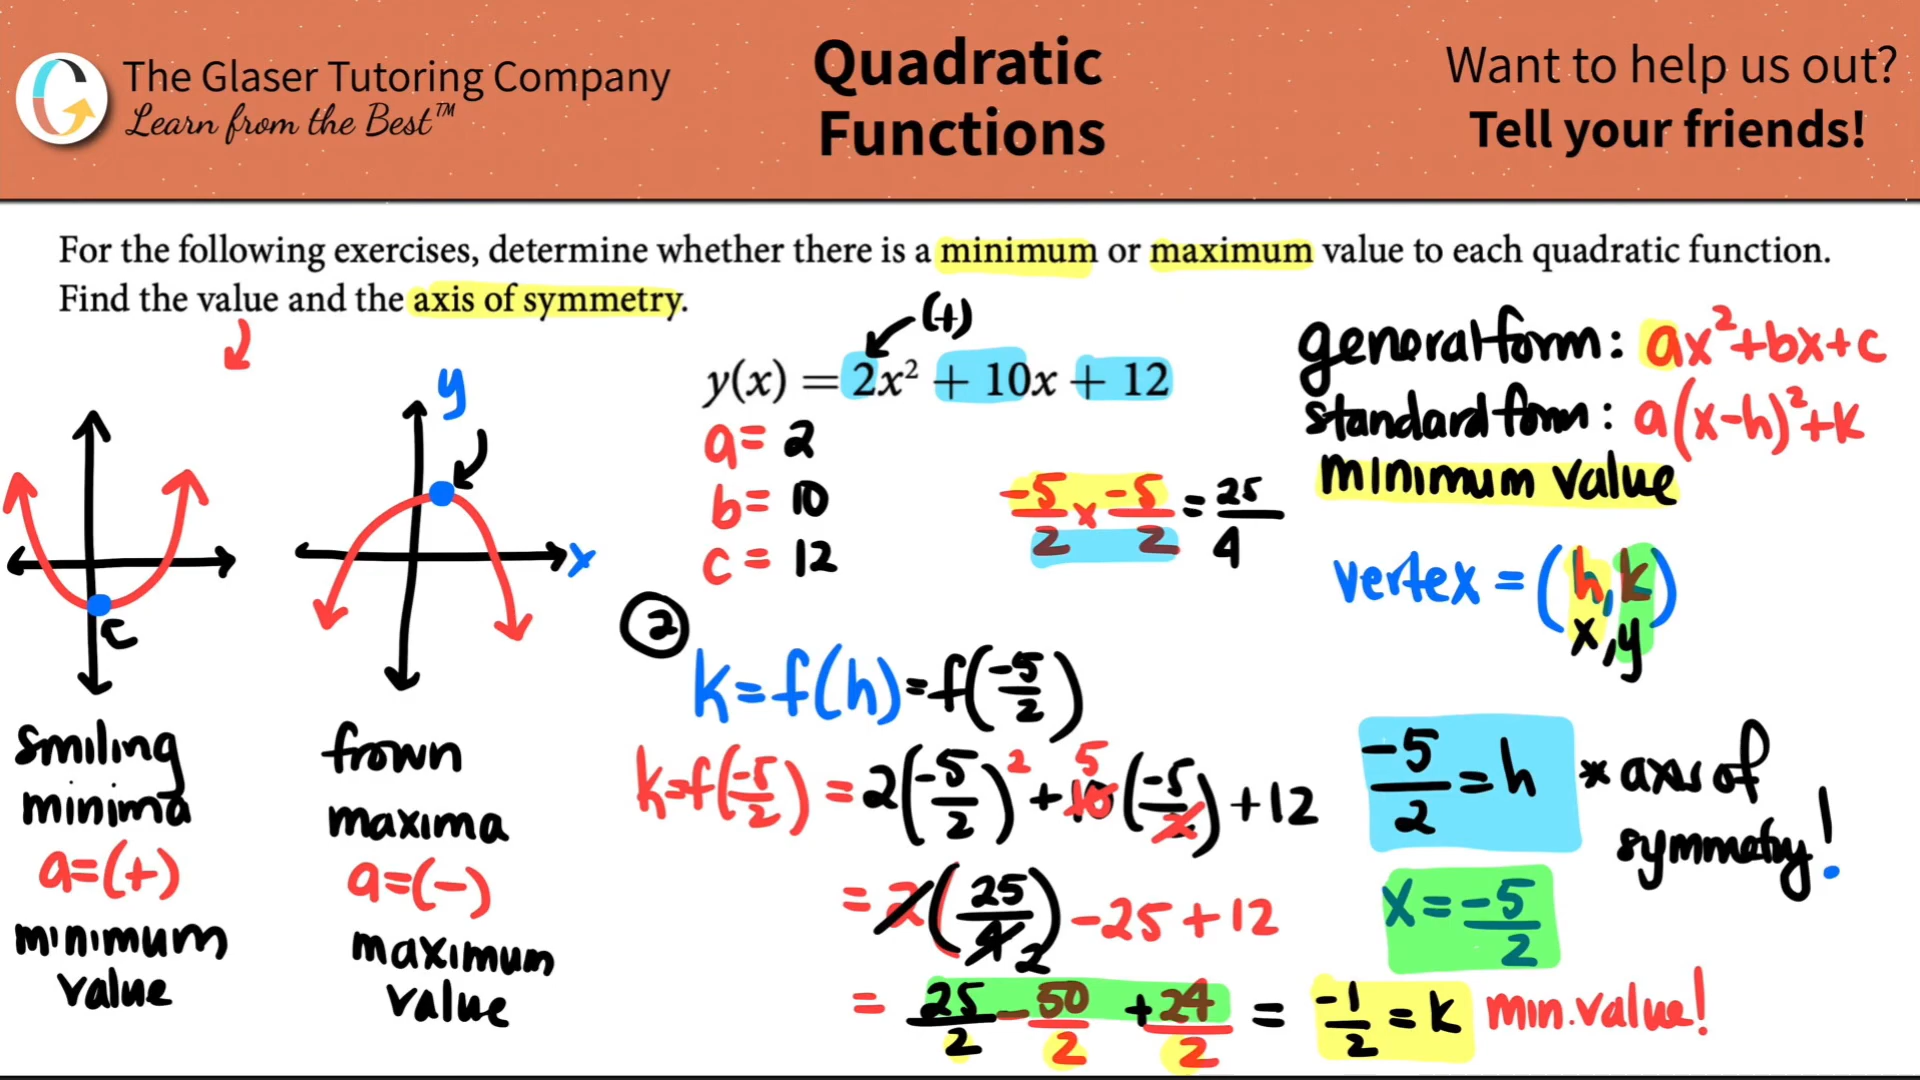 The Glaser Tutoring Company
Learn from the Best™
Quadratic
Functions
Want to help us out?
Tell your friends!
For the following exercises, determine whether there is a minimum or maximum value to each quadratic function.
Find the value and the axis of symmetry.
(+)
y(x) = 2x² + 10x + 12
a= 2
b= 10
c= 12
-5/2 x -5/2 = 25/4
general form: ax²+bx+c
standard form: a(x-h)²+k
minimum value
vertex = (h,k)
x,y
y
x
smiling
minima
a=(+)
minimum
value
frown
maxima
a=(-)
maximum
value
2
k=f(h)=f(-5/2)
5
k=f(-5/2) = 2(-5/2)² + 10(-5/2) +12
= 2(25/4) -25+12
2
= 25/2 - 50/2 + 24/2 = -1/2 = k min.value!
-5/2 = h * axis of
symmetry!
x = -5/2